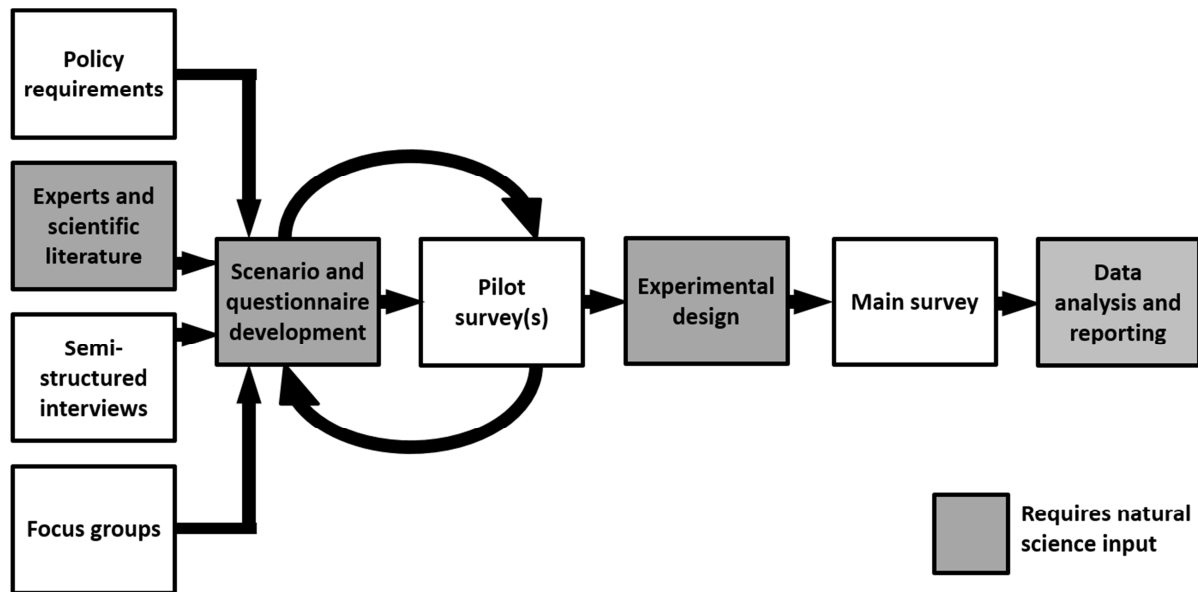 Policy
requirements
Experts and
scientific
literature
Semi-
structured
interviews
Focus groups
Scenario and
questionnaire
development
Pilot
survey(s)
Experimental
design
Main survey
Data
analysis and
reporting
Requires natural
science input